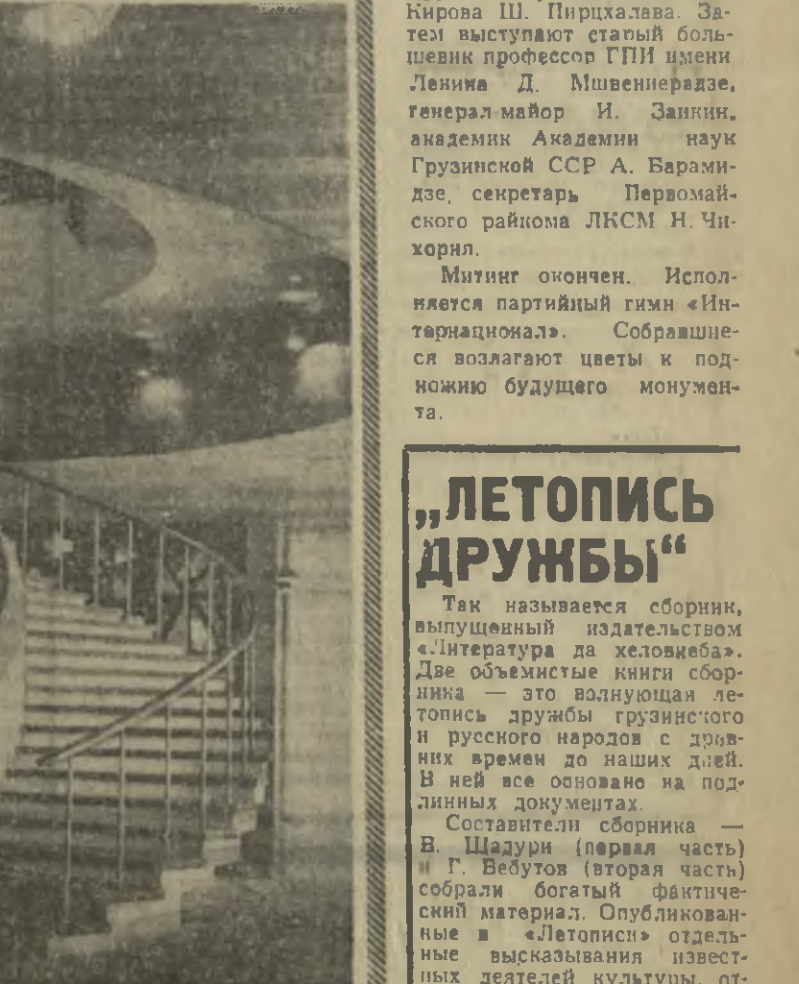 Кирова Ш. Пирцхалава. За-
тем выступают старый боль-
шевик профессор ГПИ имени
Ленина Д. Мшвениерадзе,
генерал-майор И. Заикин,
академик Академии наук
Грузинской ССР А. Барами-
дзе, секретарь Первомай-
ского райкома ЛКСМ Н. Чи-
хория.
Митинг окончен. Испол-
няется партийный гимн «Ин-
тернационал». Собравшие-
ся возлагают цветы к под-
ножию будущего монумен-
та.
„ЛЕТОПИСЬ
ДРУЖБЫ“
Так называется сборник,
выпущенный издательством
«Литература да хеловнеба».
Две объемистые книги сбор-
ника — это волнующая ле-
топись дружбы грузинского
и русского народов с древ-
них времен до наших дней.
В ней все основано на под-
линных документах.
Составители сборника —
В. Шадури (первая часть)
и Г. Бебутов (вторая часть)
собрали богатый фактиче-
ский материал. Опубликован-
ные в «Летописи» отдель-
ные высказывания извест-
ных деятелей культуры, от-